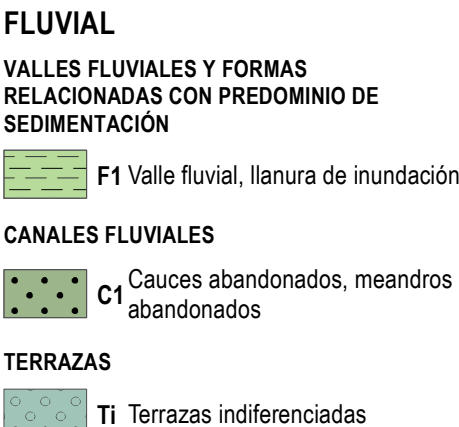 FLUVIAL
VALLES FLUVIALES Y FORMAS
RELACIONADAS CON PREDOMINIO DE
SEDIMENTACIÓN
F1 Valle fluvial, llanura de inundación
CANALES FLUVIALES
C1 Cauces abandonados, meandros
abandonados
TERRAZAS
Ti Terrazas indiferenciadas